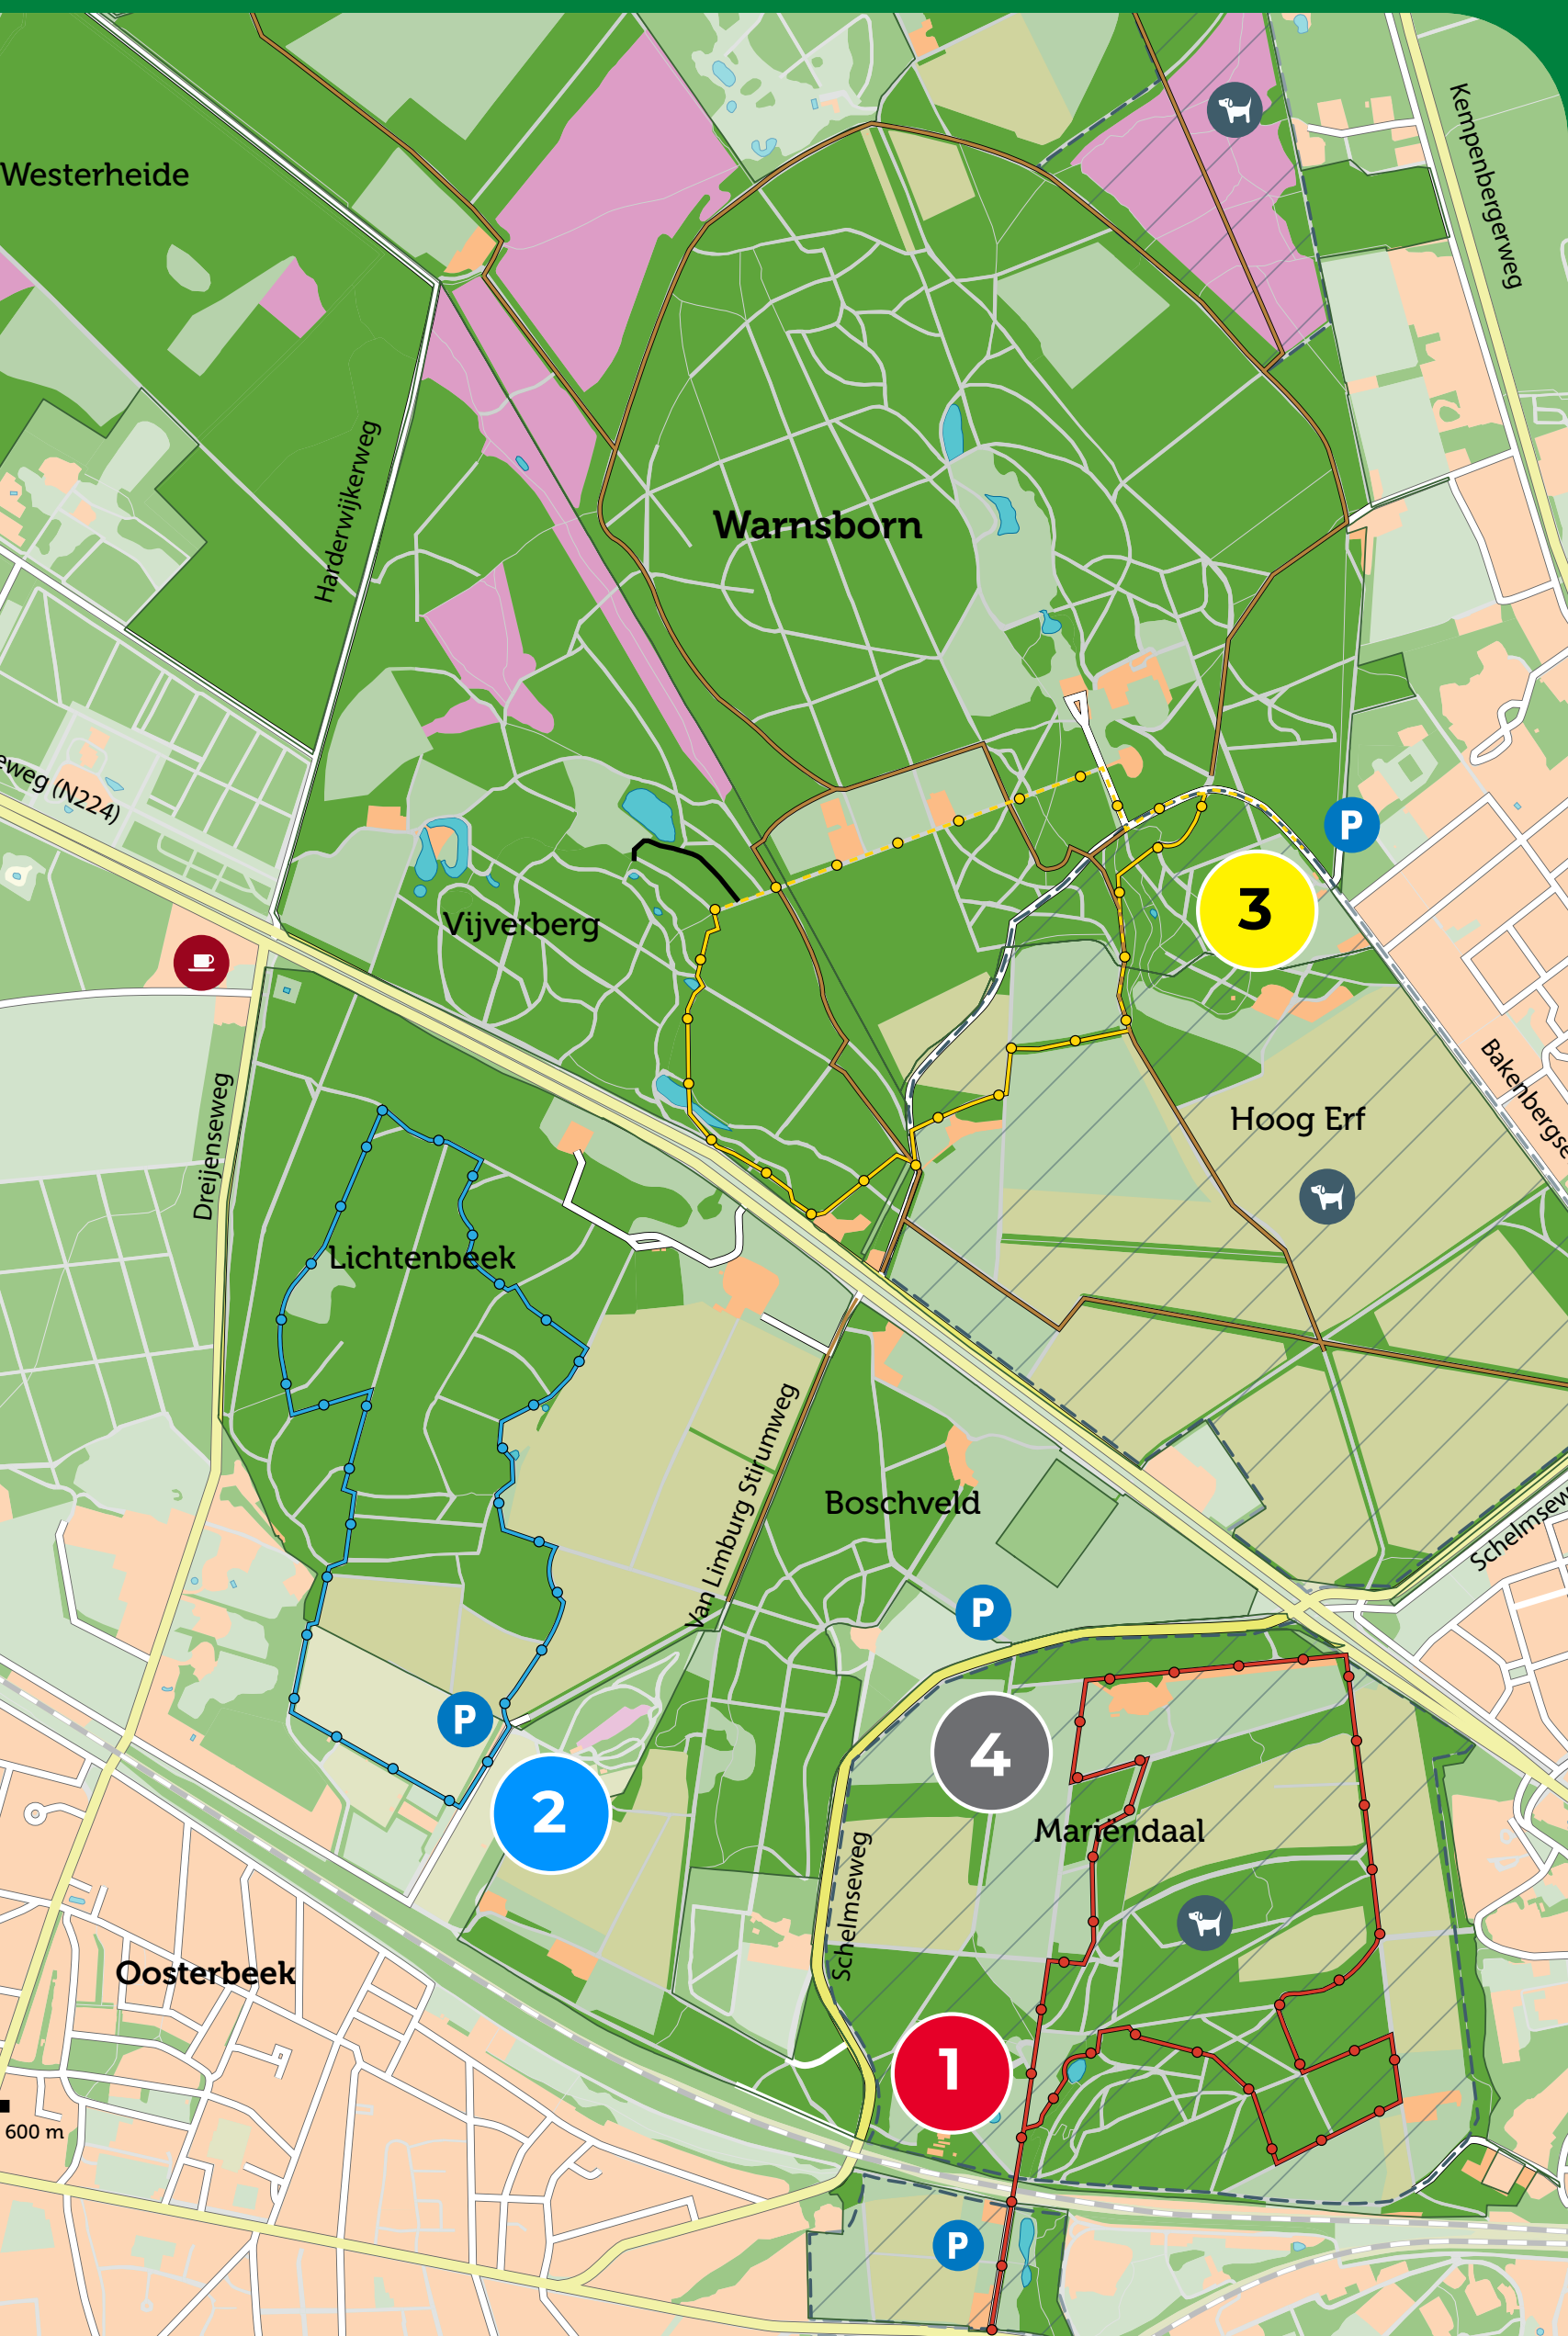 Kempenbergerweg
Westerheide
Harderwijkerweg
Warnsborn
eweg (N224)
P
3
Vijverberg
Bakenbergse
Hoog Erf
Dreijenseweg
Lichtenbeek
Van Limburg Stirumweg
Boschveld
Schelmsew
P
P
4
2
Mariëndaal
Schelmseweg
Oosterbeek
1
600 m
P